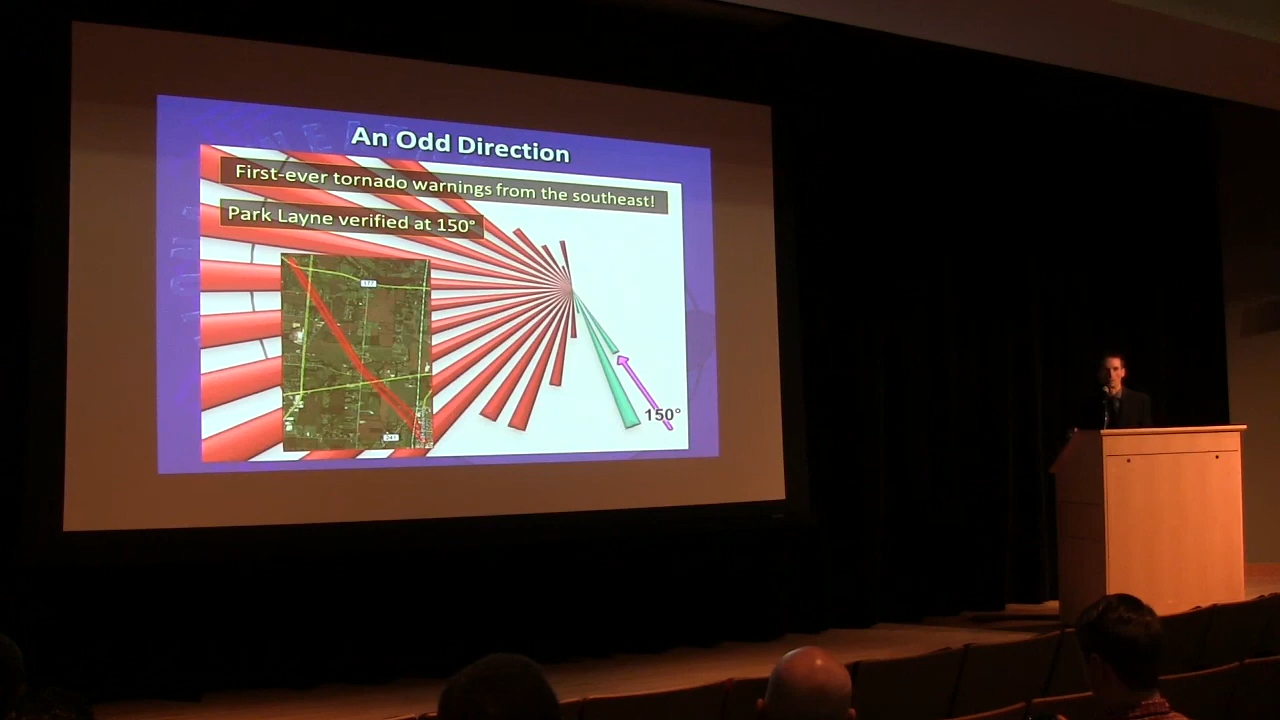 An Odd Direction
First-ever tornado warnings from the southeast!
Park Layne verified at 150°
150°